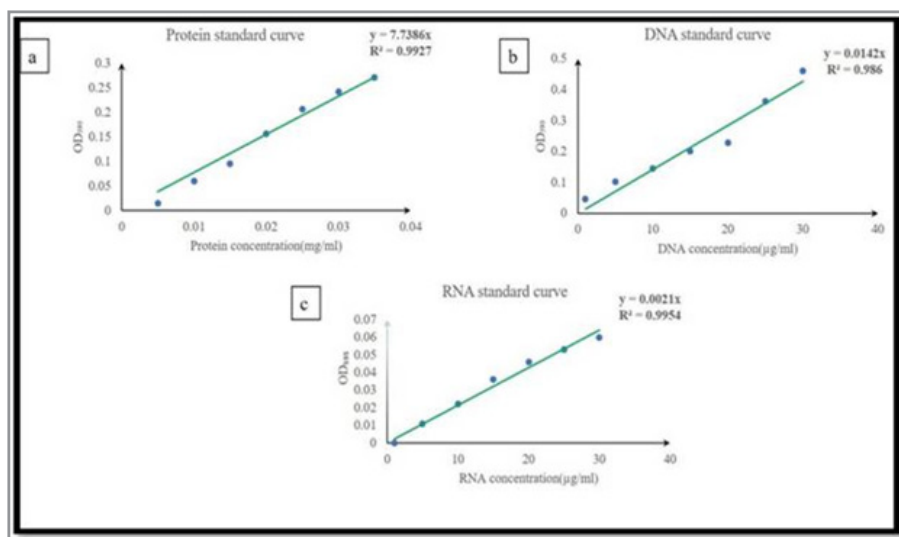 a
Protein standard curve
y = 7.7386x
R² = 0.9927
0.3
0.25
0.2
0.15
0.1
0.05
0
0
0.01
0.02
0.03
0.04
Protein concentration(mg/ml)
b
DNA standard curve
y = 0.0142x
R² = 0.986
0.5
0.4
0.3
0.2
0.1
0
0
10
20
30
40
DNA concentration(µg/ml)
c
RNA standard curve
y = 0.0021x
R² = 0.9954
0.07
0.06
0.05
0.04
0.03
0.02
0.01
0
0
10
20
30
40
RNA concentration(µg/ml)